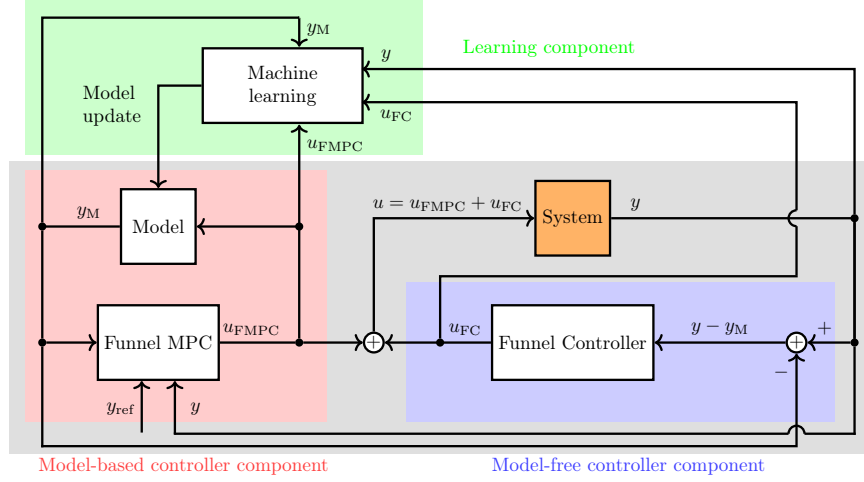 y_M
y
Learning component
Machine
learning
Model
update
u_FC
u_FMPC
y_M
Model
u = u_FMPC + u_FC
System
y
Funnel MPC
u_FMPC
+
u_FC
Funnel Controller
y − y_M
+
+
−
y_ref
y
Model-based controller component
Model-free controller component